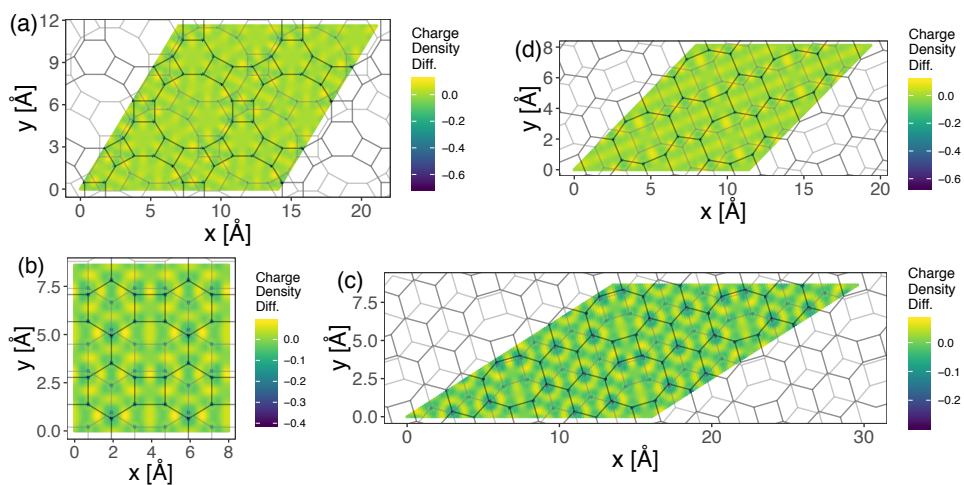 (a)
12
9
6
3
0
y [Å]
0
5
10
15
20
x [Å]
Charge
Density
Diff.
0.0
−0.2
−0.4
−0.6
(d)
8
6
4
2
0
y [Å]
0
5
10
15
20
x [Å]
Charge
Density
Diff.
0.0
−0.2
−0.4
−0.6
(b)
7.5
5.0
2.5
0.0
y [Å]
0
2
4
6
8
x [Å]
Charge
Density
Diff.
0.0
−0.1
−0.2
−0.3
−0.4
(c)
7.5
5.0
2.5
0.0
y [Å]
0
10
20
30
x [Å]
Charge
Density
Diff.
0.0
−0.1
−0.2